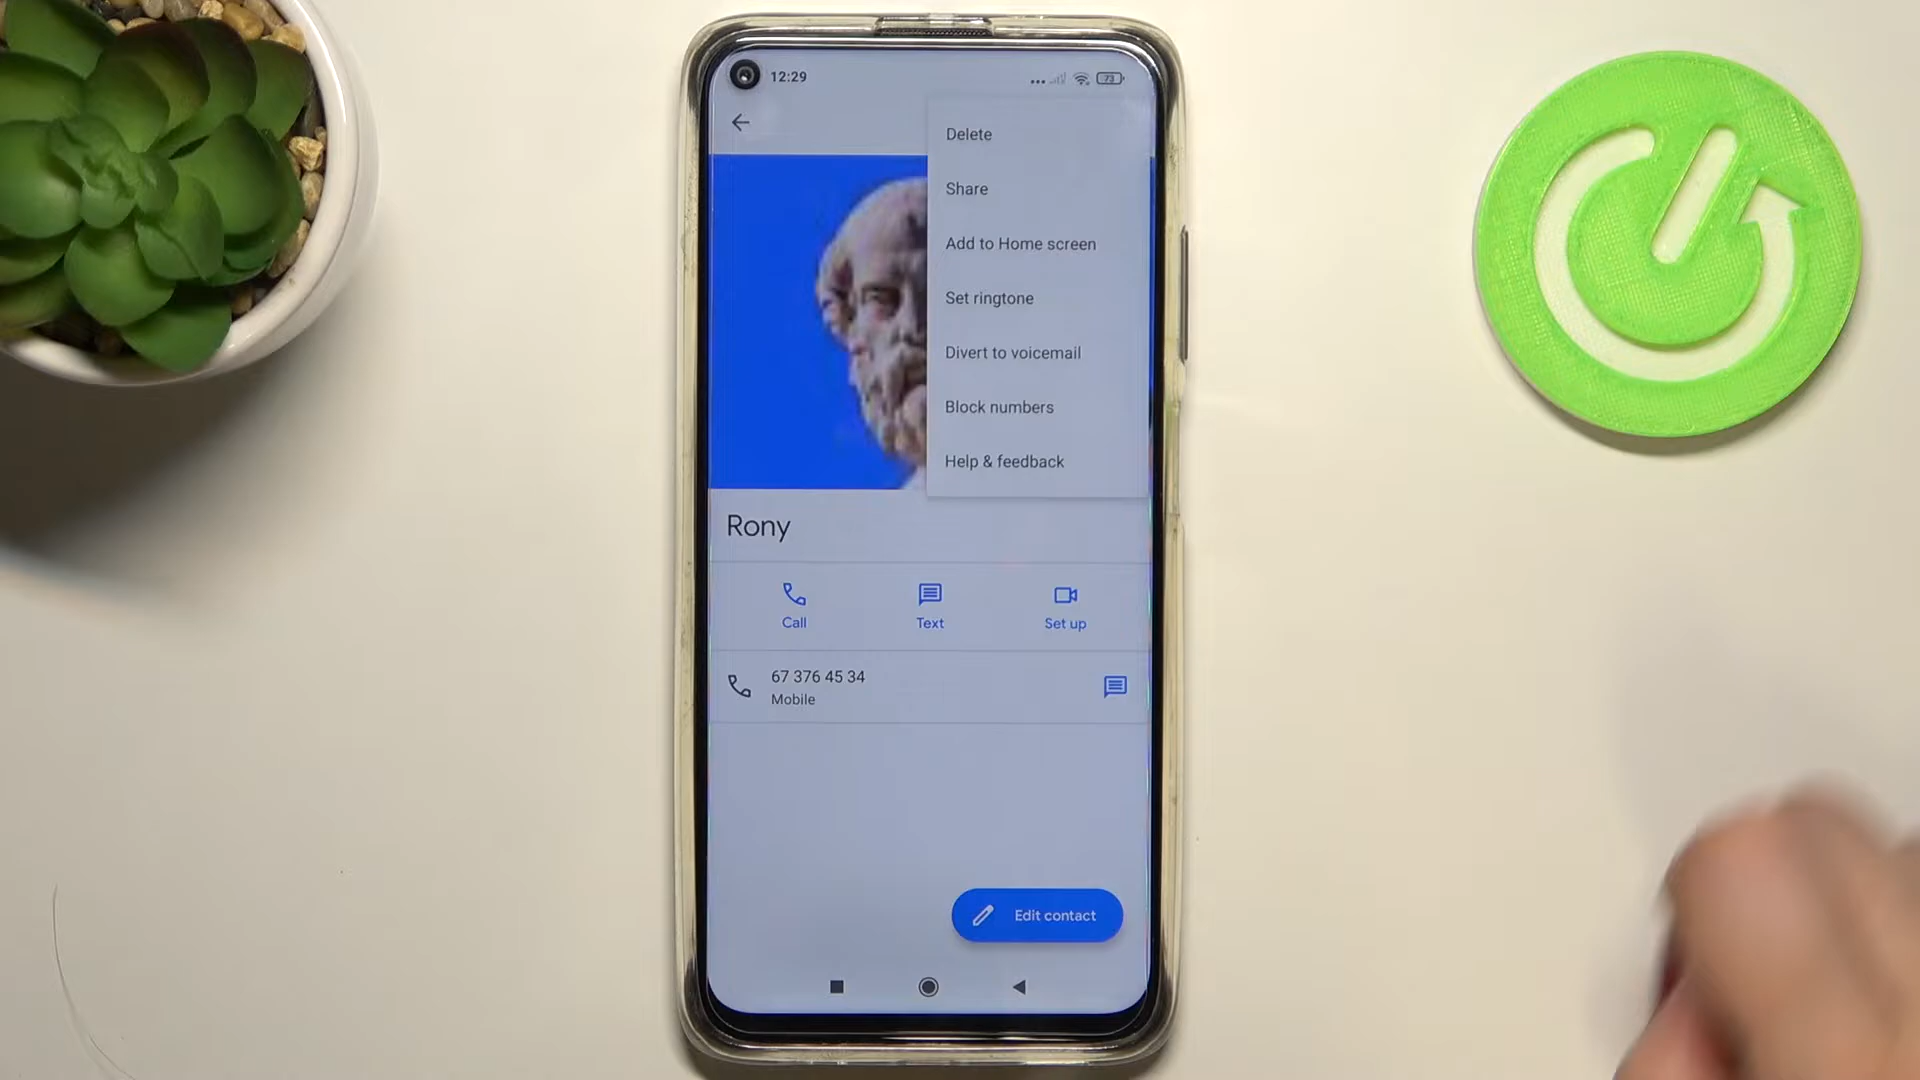 12:29
73
Delete
Share
Add to Home screen
Set ringtone
Divert to voicemail
Block numbers
Help & feedback
Rony
Call
Text
Set up
67 376 45 34
Mobile
Edit contact